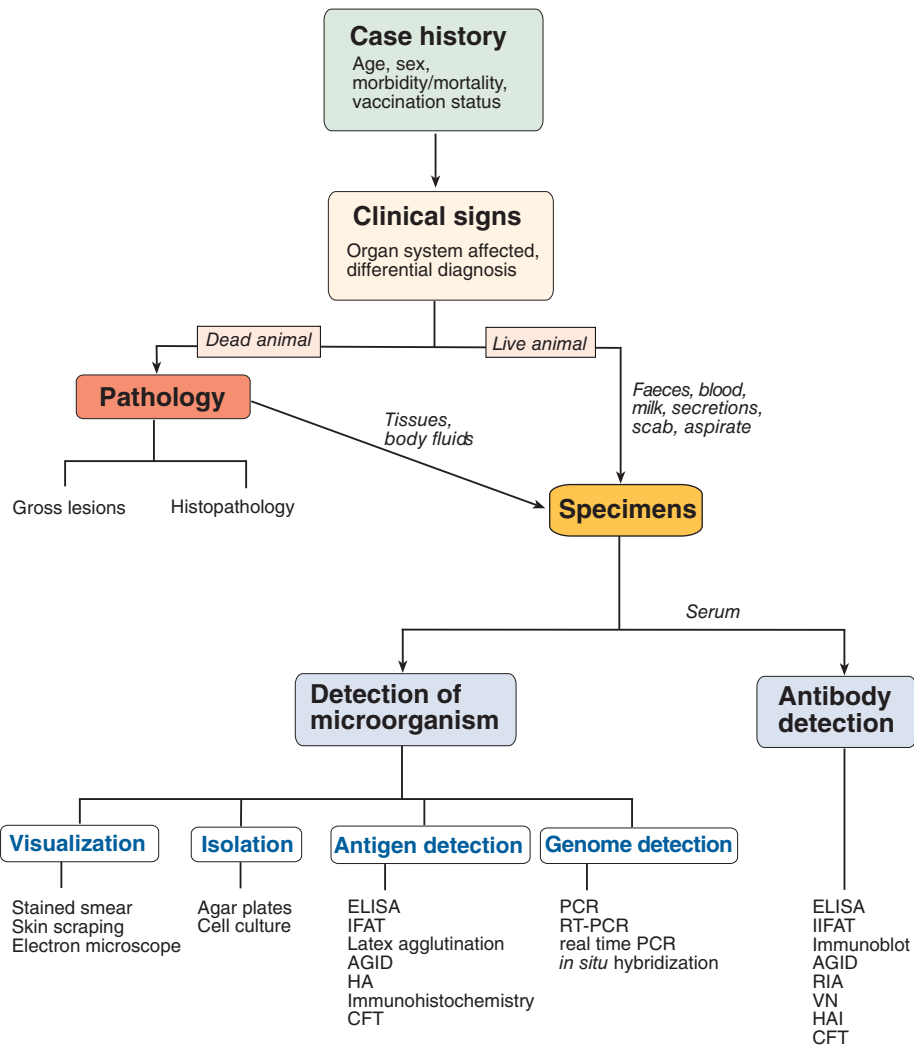 Case history
Age, sex,
morbidity/mortality,
vaccination status
Clinical signs
Organ system affected,
differential diagnosis
Dead animal
Live animal
Pathology
Tissues,
body fluids
Faeces, blood,
milk, secretions,
scab, aspirate
Gross lesions
Histopathology
Specimens
Serum
Detection of
microorganism
Antibody
detection
Visualization
Stained smear
Skin scraping
Electron microscope
Isolation
Agar plates
Cell culture
Antigen detection
ELISA
IFAT
Latex agglutination
AGID
HA
Immunohistochemistry
CFT
Genome detection
PCR
RT-PCR
real time PCR
in situ hybridization
ELISA
IIFAT
Immunoblot
AGID
RIA
VN
HAI
CFT